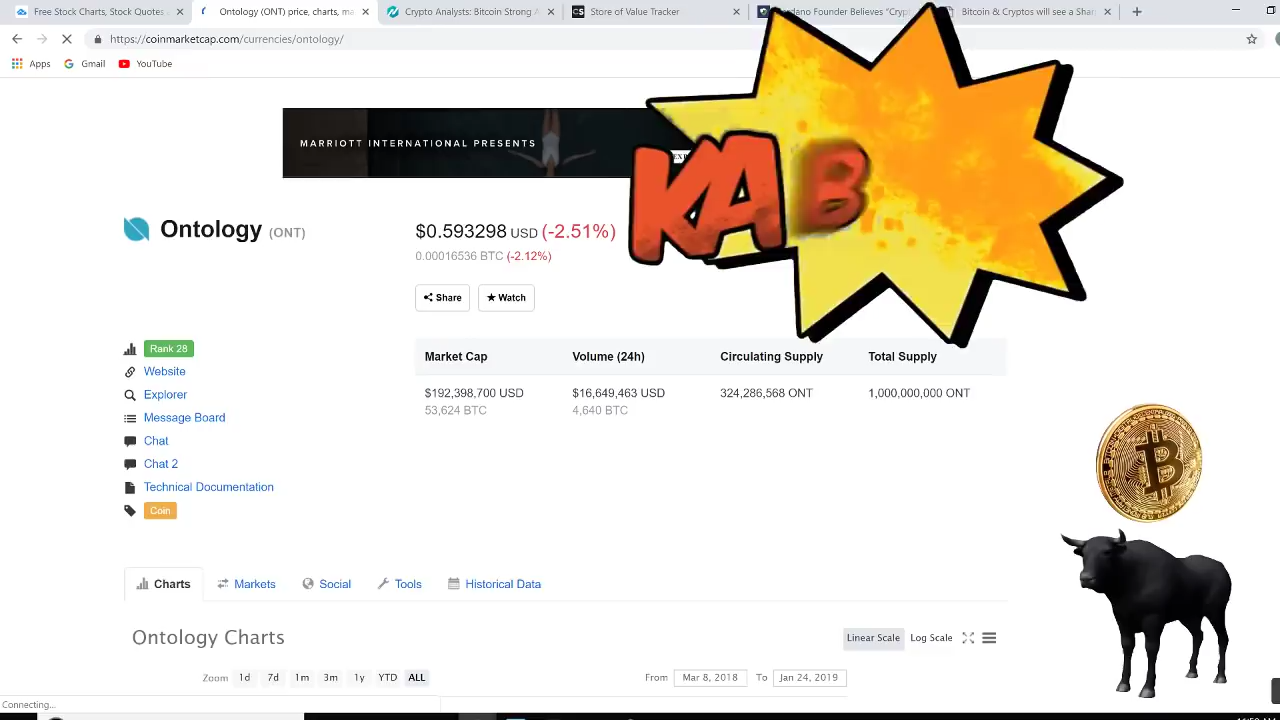 Free Stock Charts, Stock Quotes
Ontology (ONT) price, charts, ma
Crypto Analysts: Bitcoin Strong A
Store of Value Tracker
Founder Believes "Cryp
Bitcoin & Cryptos will see a Shar
https://coinmarketcap.com/currencies/ontology/
Apps
Gmail
YouTube
MARRIOTT INTERNATIONAL PRESENTS
KAB
Ontology (ONT)
$0.593298 USD (-2.51%)
0.00016536 BTC (-2.12%)
Share
Watch
Rank 28
Website
Explorer
Message Board
Chat
Chat 2
Technical Documentation
Coin
Market Cap
Volume (24h)
Circulating Supply
Total Supply
$192,398,700 USD
$16,649,463 USD
324,286,568 ONT
1,000,000,000 ONT
53,624 BTC
4,640 BTC
Charts
Markets
Social
Tools
Historical Data
Ontology Charts
Linear Scale
Log Scale
Zoom 1d 7d 1m 3m 1y YTD ALL
From Mar 8, 2018 To Jan 24, 2019
Connecting...